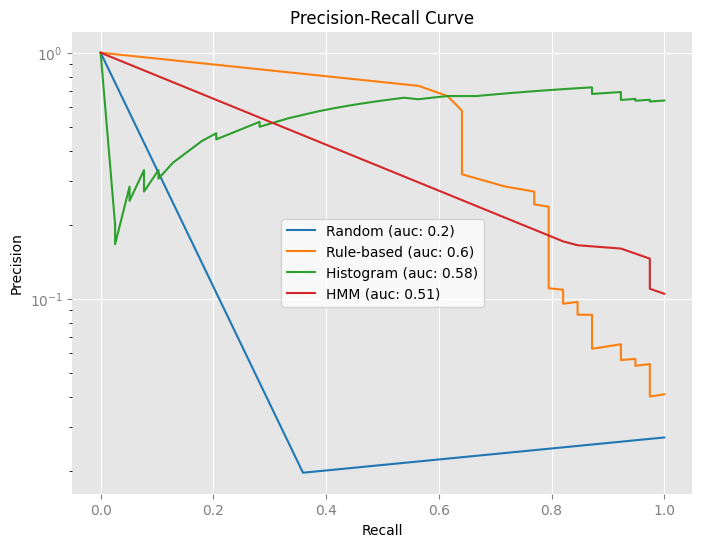 Precision-Recall Curve
10⁰
10⁻¹
Precision
Random (auc: 0.2)
Rule-based (auc: 0.6)
Histogram (auc: 0.58)
HMM (auc: 0.51)
0.0 0.2 0.4 0.6 0.8 1.0
Recall